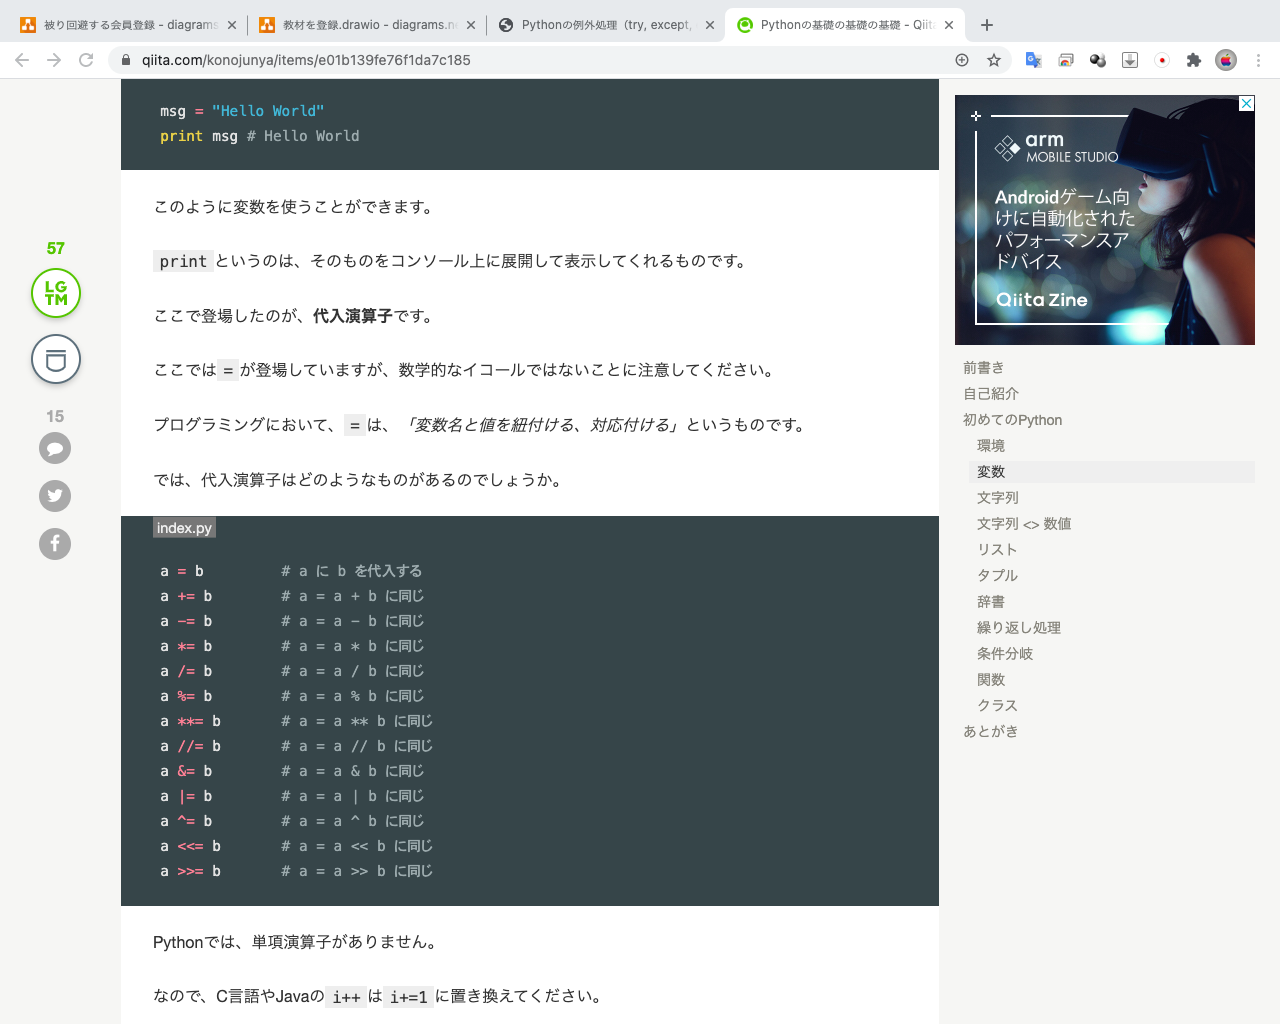 被り回避する会員登録 - diagrams
教材を登録.drawio - diagrams.ne
Pythonの例外処理（try, except,
Pythonの基礎の基礎の基礎 - Qiita
qiita.com/konojunya/items/e01b139fe76f1da7c185
msg = "Hello World"
print msg # Hello World
このように変数を使うことができます。
printというのは、そのものをコンソール上に展開して表示してくれるものです。
ここで登場したのが、代入演算子です。
ここでは=が登場していますが、数学的なイコールではないことに注意してください。
プログラミングにおいて、=は、「変数名と値を紐付ける、対応付ける」というものです。
では、代入演算子はどのようなものがあるのでしょうか。
index.py
a = b # a に b を代入する
a += b # a = a + b に同じ
a -= b # a = a - b に同じ
a *= b # a = a * b に同じ
a /= b # a = a / b に同じ
a %= b # a = a % b に同じ
a **= b # a = a ** b に同じ
a //= b # a = a // b に同じ
a &= b # a = a & b に同じ
a |= b # a = a | b に同じ
a ^= b # a = a ^ b に同じ
a <<= b # a = a << b に同じ
a >>= b # a = a >> b に同じ
Pythonでは、単項演算子がありません。
なので、C言語やJavaのi++はi+=1に置き換えてください。
57
LG
TM
15
arm
MOBILE STUDIO
Androidゲーム向
けに自動化された
パフォーマンスア
ドバイス
Qiita Zine
前書き
自己紹介
初めてのPython
環境
変数
文字列
文字列 <> 数値
リスト
タプル
辞書
繰り返し処理
条件分岐
関数
クラス
あとがき